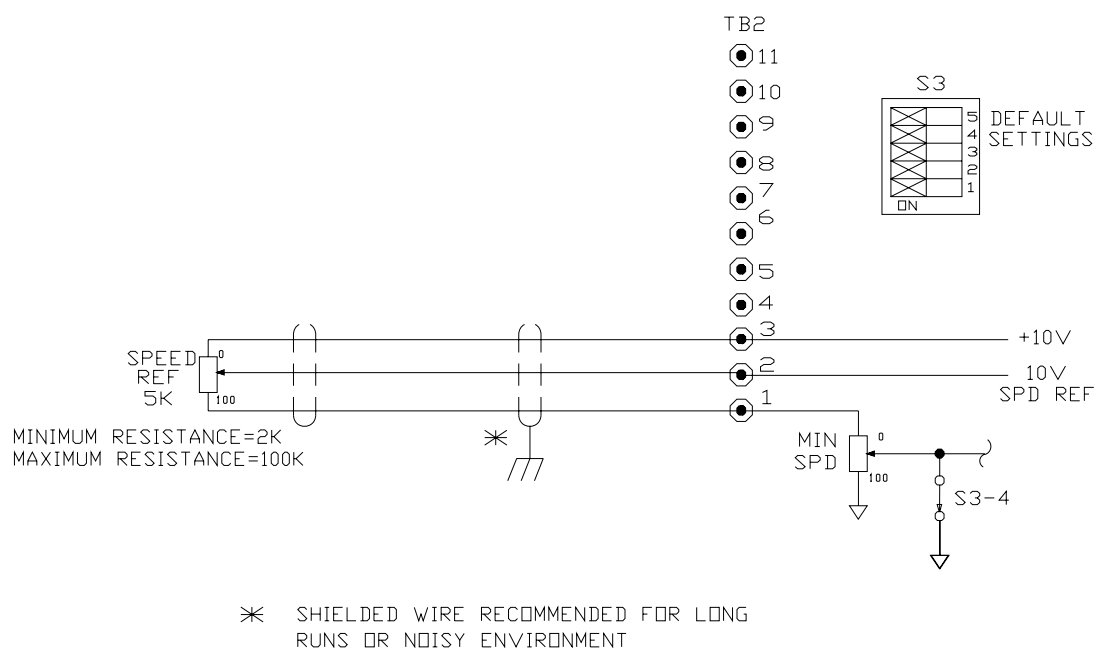 TB2
11
10
9
8
7
6
5
4
3
2
1
S3
5
4
3
2
1
ON
DEFAULT
SETTINGS
+10V
10V
SPD REF
SPEED
REF
5K
0
100
MINIMUM RESISTANCE=2K
MAXIMUM RESISTANCE=100K
MIN
SPD
0
100
S3-4
SHIELDED WIRE RECOMMENDED FOR LONG
RUNS OR NOISY ENVIRONMENT